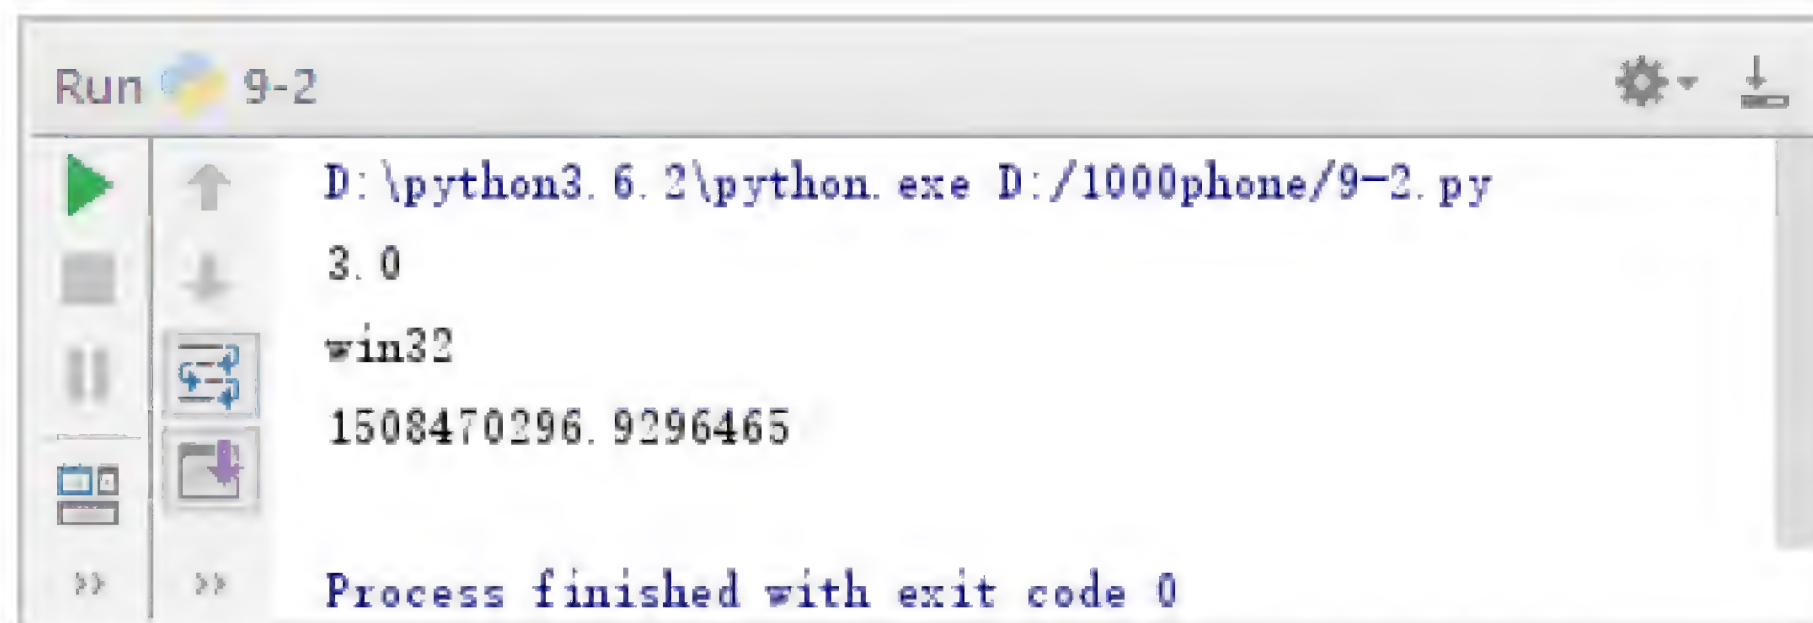 Run 9-2
D:\python3.6.2\python.exe D:/1000phone/9-2.py
3.0
win32
1508470296.9296465
Process finished with exit code 0